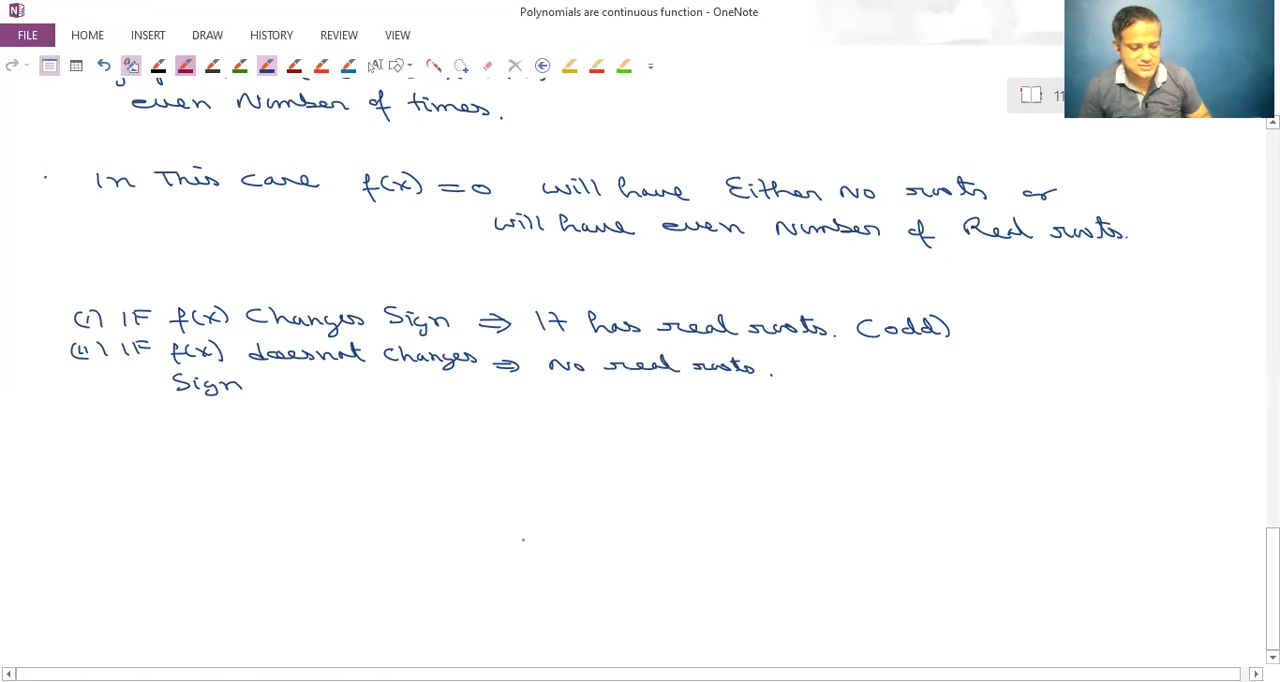 Polynomials are continuous function - OneNote
FILE HOME INSERT DRAW HISTORY REVIEW VIEW
even Number of times.
11
In This case f(x) = 0 will have Either No roots or
will have even Number of Real roots.
(i) IF f(x) Changes Sign ⇒ It has real roots. (odd)
(ii) IF f(x) doesnot Changes ⇒ No real roots.
Sign